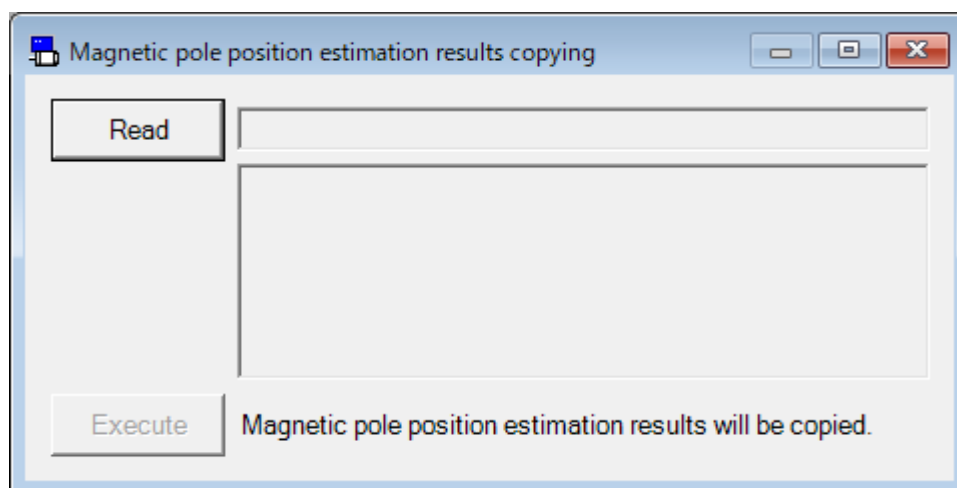 Magnetic pole position estimation results copying
Read
Execute
Magnetic pole position estimation results will be copied.